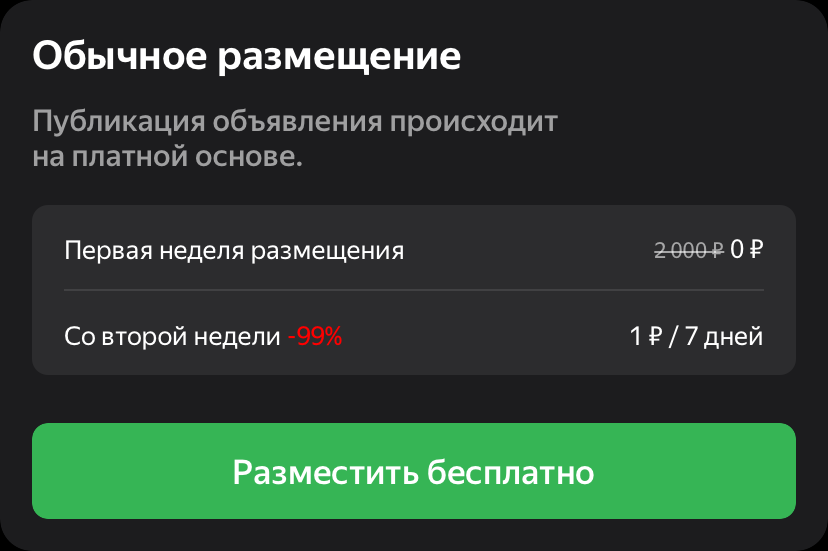 Обычное размещение
Публикация объявления происходит
на платной основе.
Первая неделя размещения 2 000 ₽ 0 ₽
Со второй недели -99% 1 ₽ / 7 дней
Разместить бесплатно